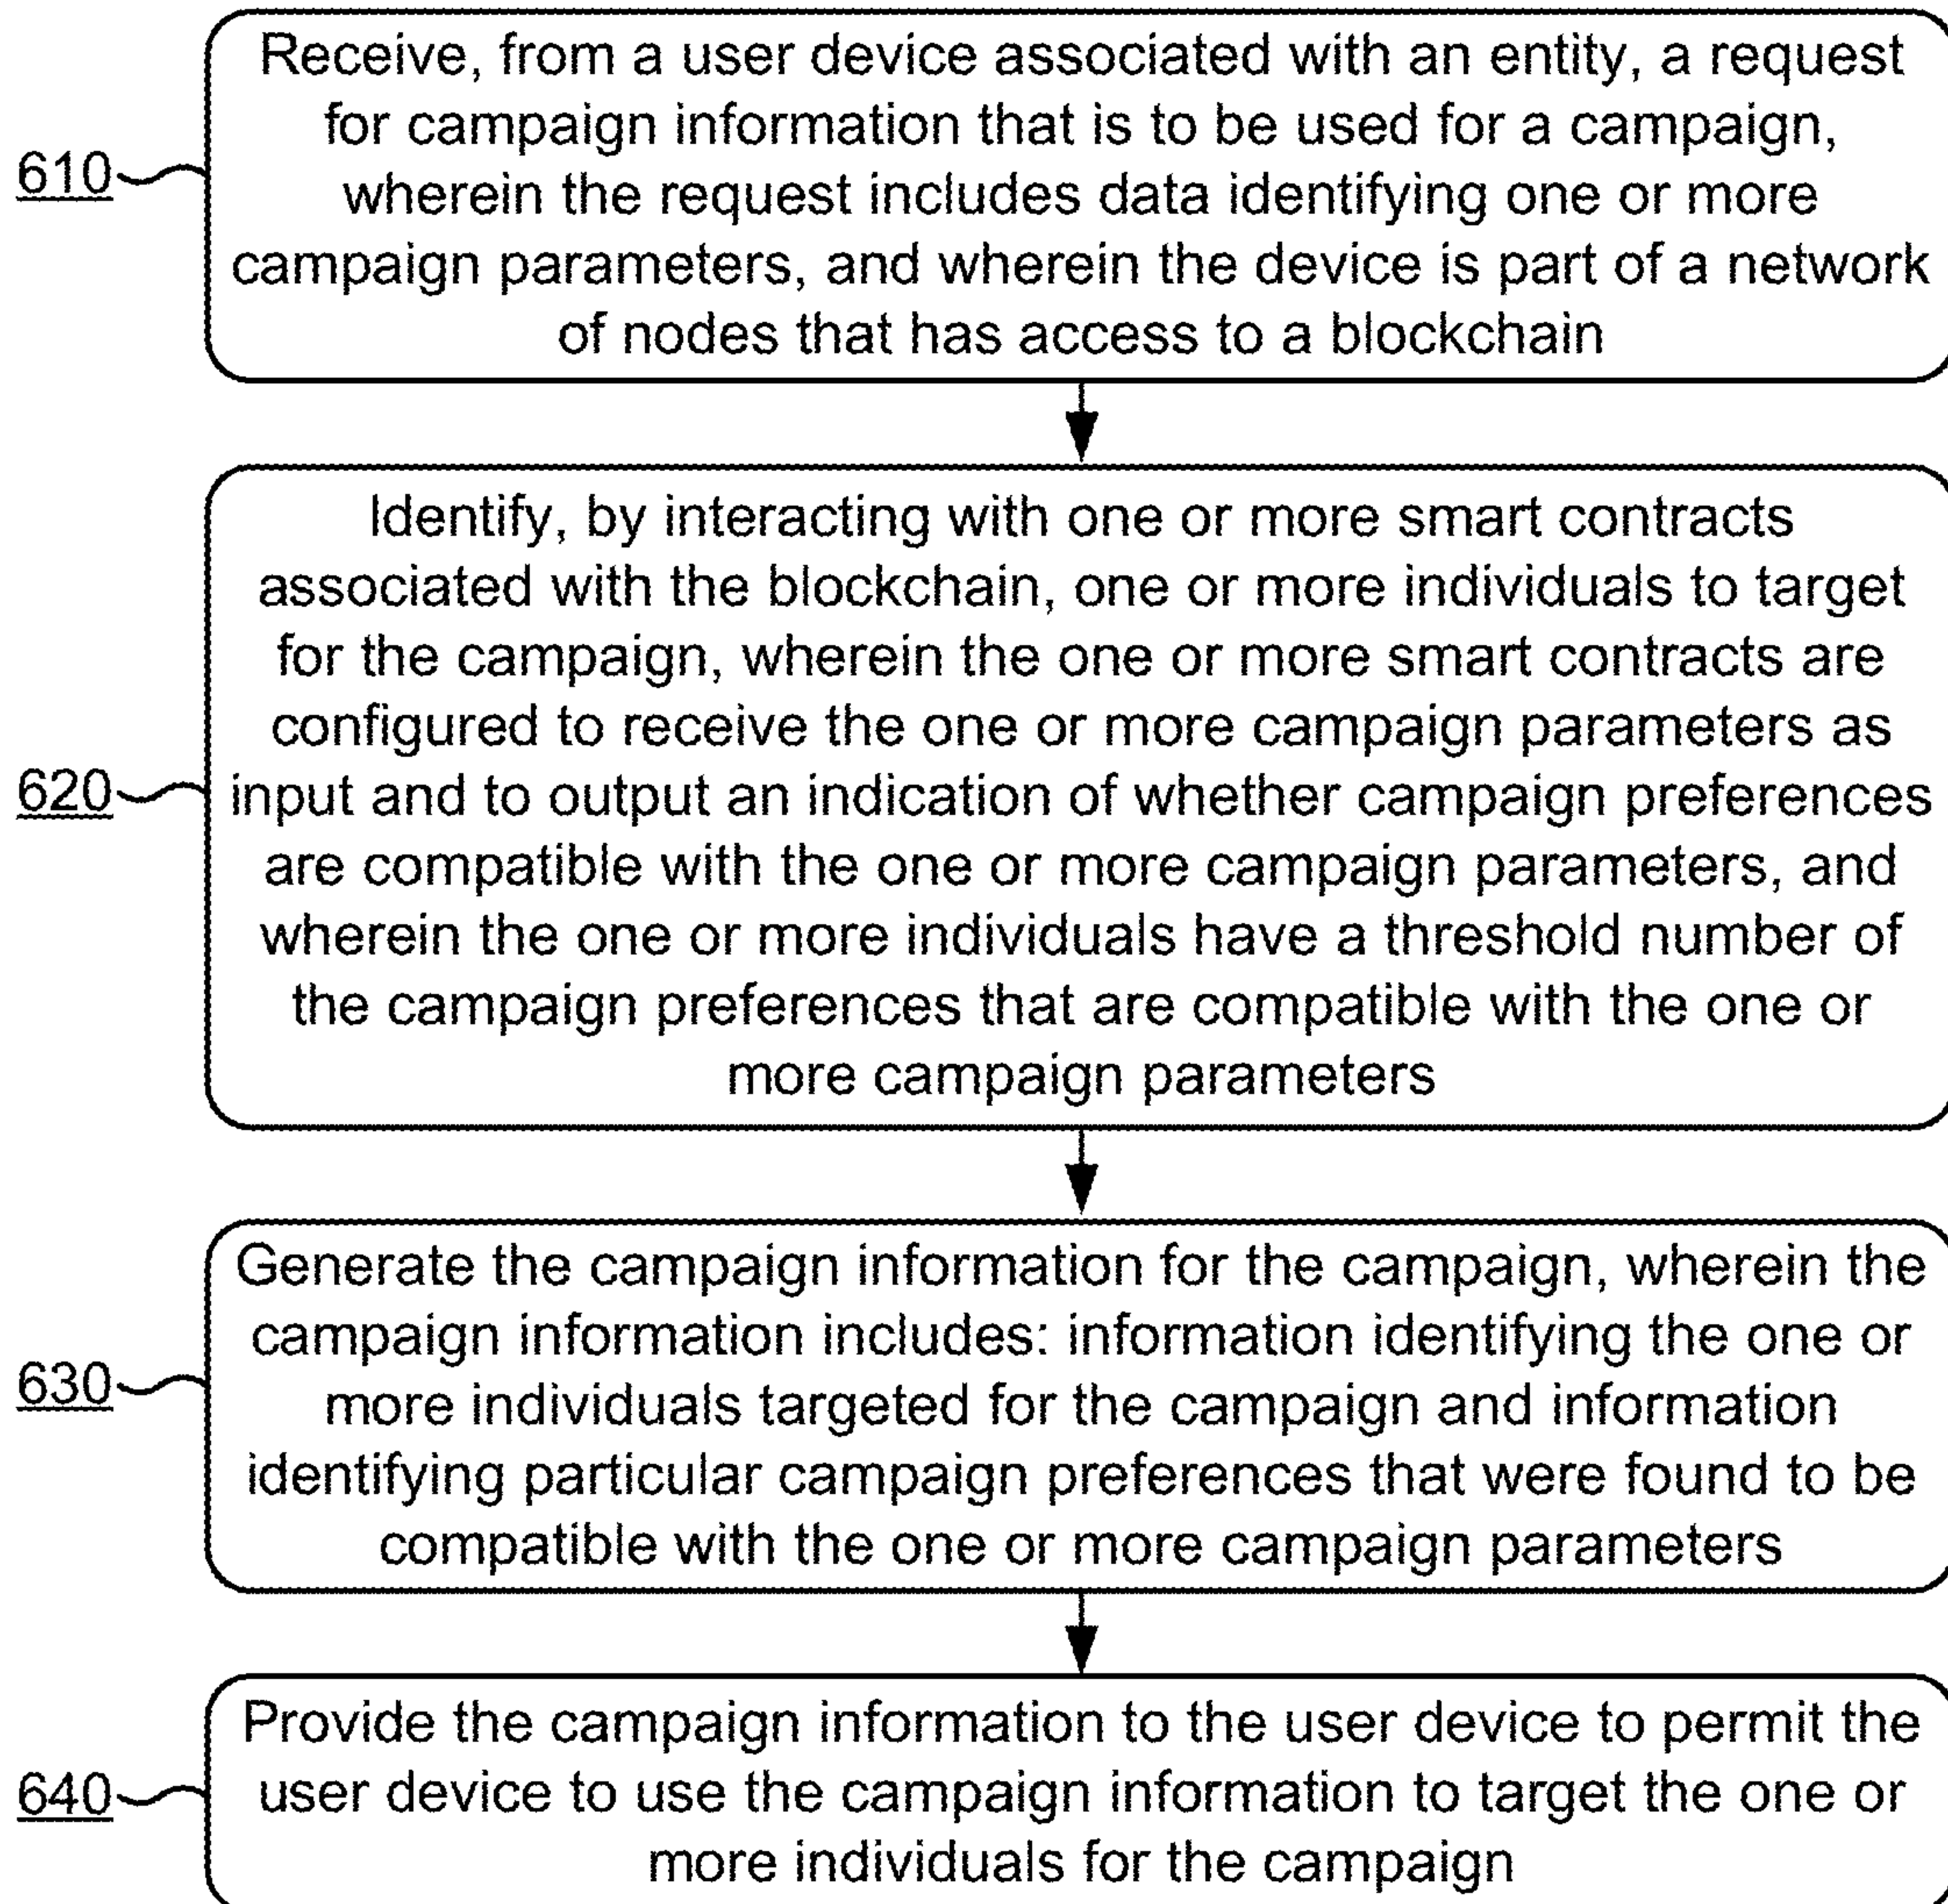 Receive, from a user device associated with an entity, a request
for campaign information that is to be used for a campaign,
610
wherein the request includes data identifying one or more
campaign parameters, and wherein the device is part of a network
of nodes that has access to a blockchain
Identify, by interacting with one or more smart contracts
associated with the blockchain, one or more individuals to target
for the campaign, wherein the one or more smart contracts are
configured to receive the one or more campaign parameters as
620
input and to output an indication of whether campaign preferences
are compatible with the one or more campaign parameters, and
wherein the one or more individuals have a threshold number of
the campaign preferences that are compatible with the one or
more campaign parameters
Generate the campaign information for the campaign, wherein the
campaign information includes: information identifying the one or
630
more individuals targeted for the campaign and information
identifying particular campaign preferences that were found to be
compatible with the one or more campaign parameters
Provide the campaign information to the user device to permit the
640
user device to use the campaign information to target the one or
more individuals for the campaign